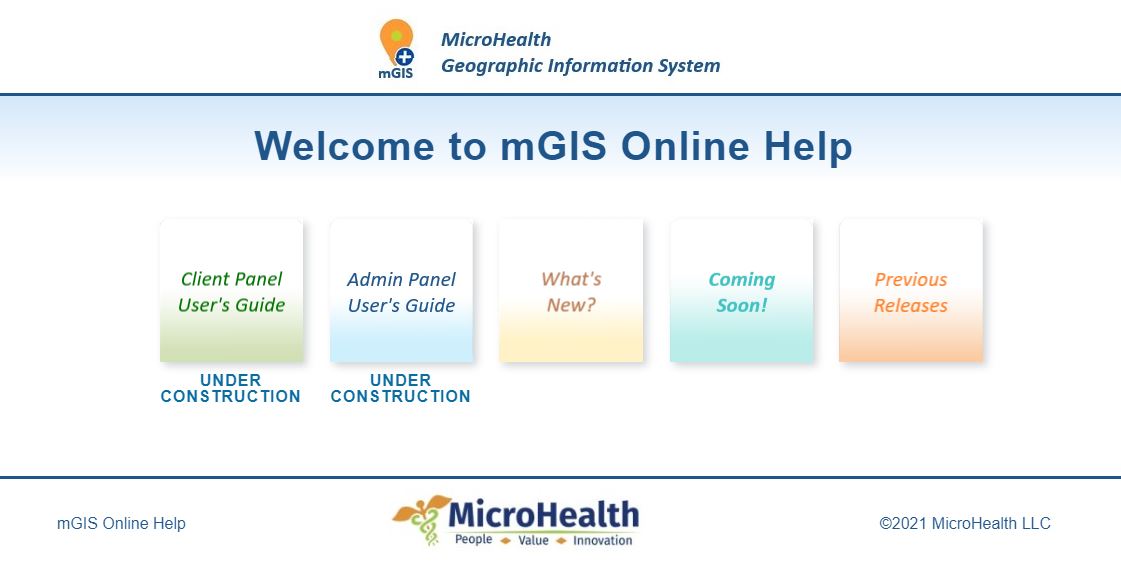 mGIS
MicroHealth
Geographic Information System
Welcome to mGIS Online Help
Client Panel
User's Guide
Admin Panel
User's Guide
What's
New?
Coming
Soon!
Previous
Releases
UNDER
CONSTRUCTION
UNDER
CONSTRUCTION
mGIS Online Help
MicroHealth
People Value Innovation
©2021 MicroHealth LLC